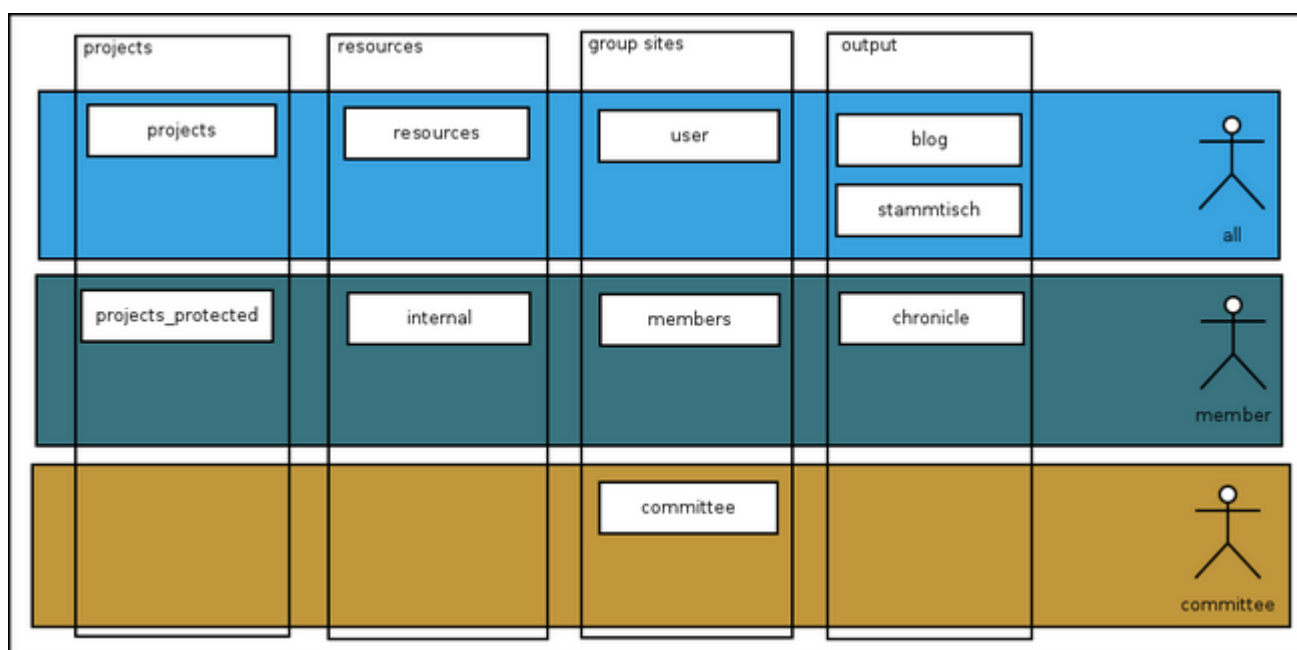 projects
resources
group sites
output
projects
resources
user
blog
stammtisch
all
projects_protected
internal
members
chronicle
member
committee
committee